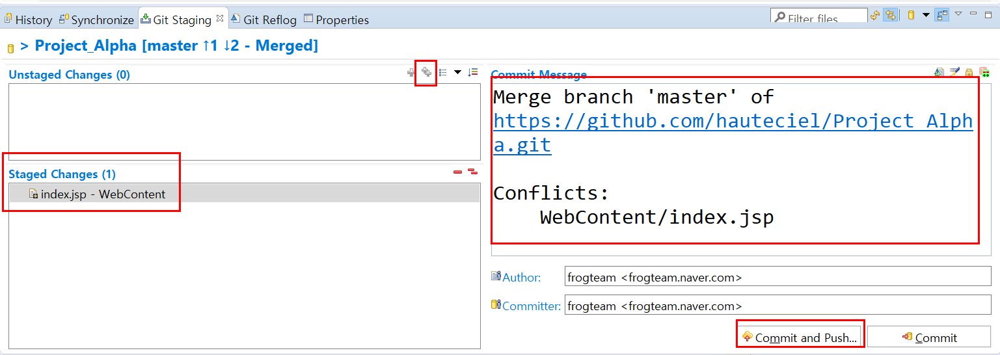 History Synchronize Git Staging Git Reflog Properties Filter files
> Project_Alpha [master ↑1 ↓2 - Merged]
Unstaged Changes (0)
Staged Changes (1)
index.jsp - WebContent
Commit Message
Merge branch 'master' of
https://github.com/hauteciel/Project_Alph
a.git
Conflicts:
WebContent/index.jsp
Author: frogteam <frogteam.naver.com>
Committer: frogteam <frogteam.naver.com>
Commit and Push... Commit